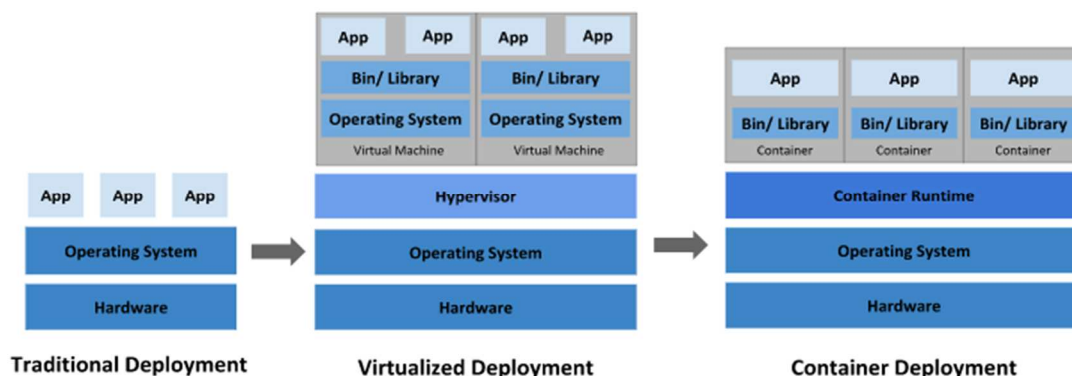 App App App
Operating System
Hardware
Traditional Deployment
App App App App
Bin/ Library Bin/ Library
Operating System Operating System
Virtual Machine Virtual Machine
Hypervisor
Operating System
Hardware
Virtualized Deployment
App App App
Bin/ Library Bin/ Library Bin/ Library
Container Container Container
Container Runtime
Operating System
Hardware
Container Deployment